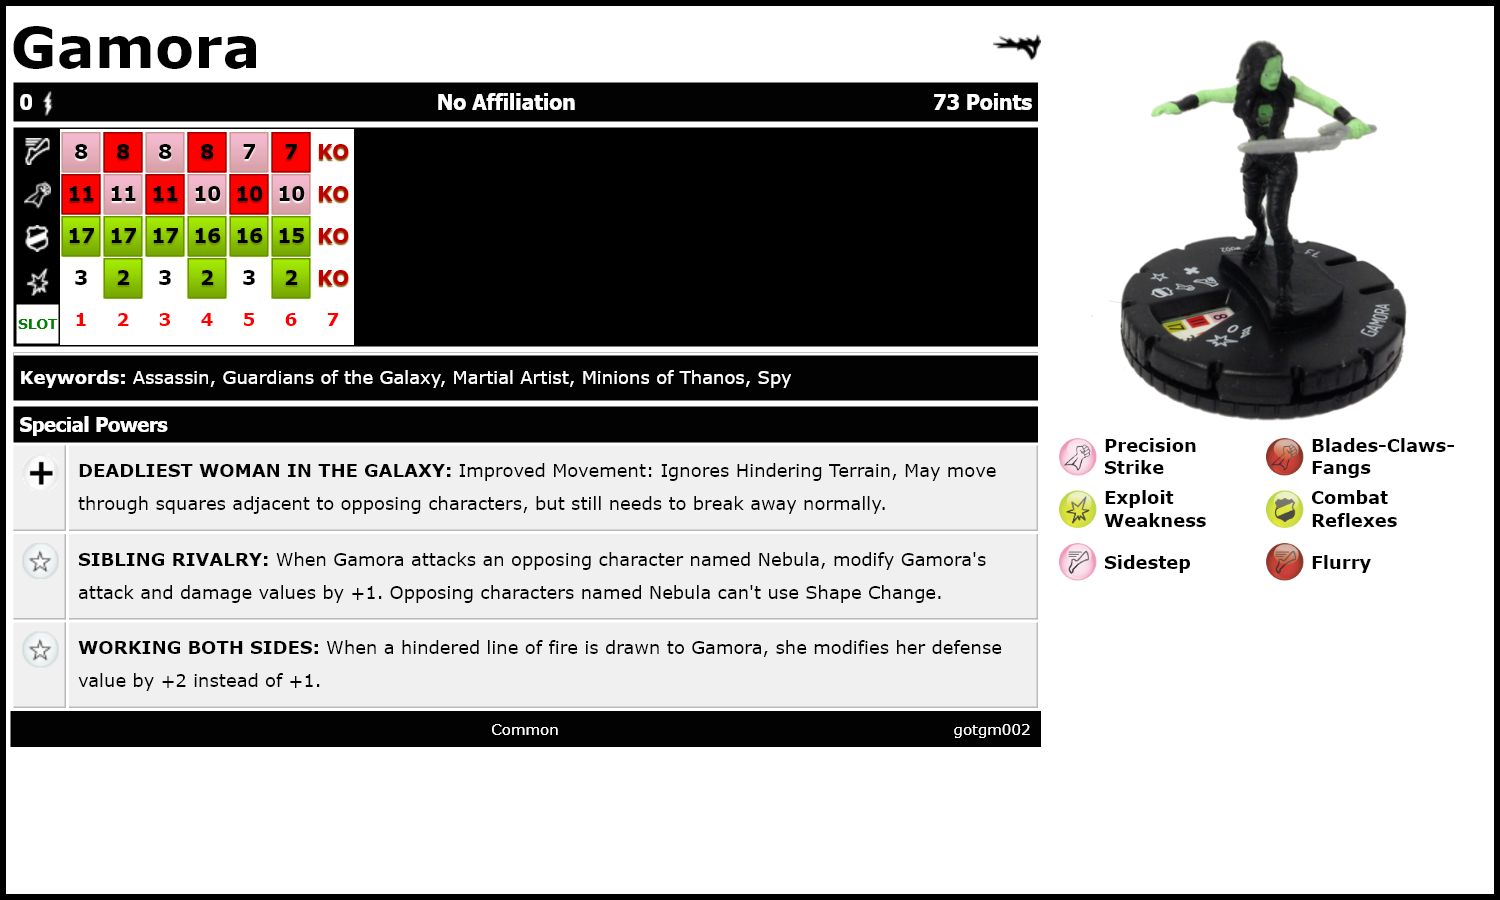 Gamora
0 No Affiliation 73 Points
8 8 8 8 7 7 KO
11 11 11 10 10 10 KO
17 17 17 16 16 15 KO
3 2 3 2 3 2 KO
SLOT 1 2 3 4 5 6 7
Keywords: Assassin, Guardians of the Galaxy, Martial Artist, Minions of Thanos, Spy
Special Powers
DEADLIEST WOMAN IN THE GALAXY: Improved Movement: Ignores Hindering Terrain, May move
through squares adjacent to opposing characters, but still needs to break away normally.
SIBLING RIVALRY: When Gamora attacks an opposing character named Nebula, modify Gamora's
attack and damage values by +1. Opposing characters named Nebula can't use Shape Change.
WORKING BOTH SIDES: When a hindered line of fire is drawn to Gamora, she modifies her defense
value by +2 instead of +1.
Common gotgm002
#002
FL
GAMORA
8
11
17
0
Precision
Strike
Blades-Claws-
Fangs
Exploit
Weakness
Combat
Reflexes
Sidestep
Flurry